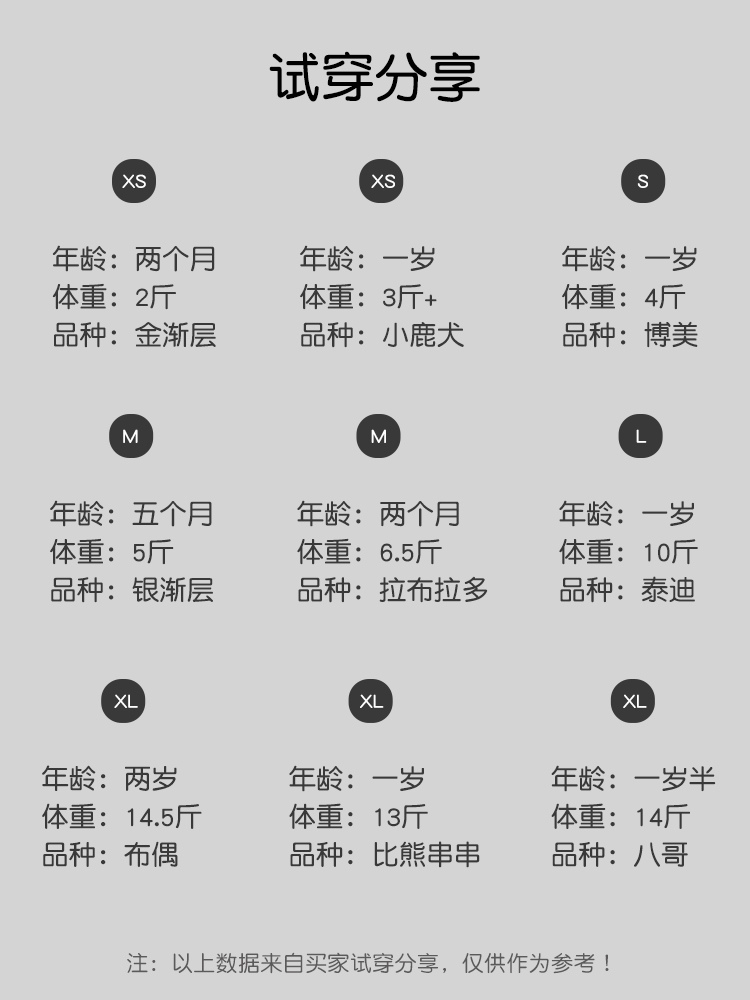 试穿分享
XS XS S
年龄：两个月 年龄：一岁 年龄：一岁
体重：2斤 体重：3斤+ 体重：4斤
品种：金渐层 品种：小鹿犬 品种：博美
M M L
年龄：五个月 年龄：两个月 年龄：一岁
体重：5斤 体重：6.5斤 体重：10斤
品种：银渐层 品种：拉布拉多 品种：泰迪
XL XL XL
年龄：两岁 年龄：一岁 年龄：一岁半
体重：14.5斤 体重：13斤 体重：14斤
品种：布偶 品种：比熊串串 品种：八哥
注：以上数据来自买家试穿分享，仅供作为参考！